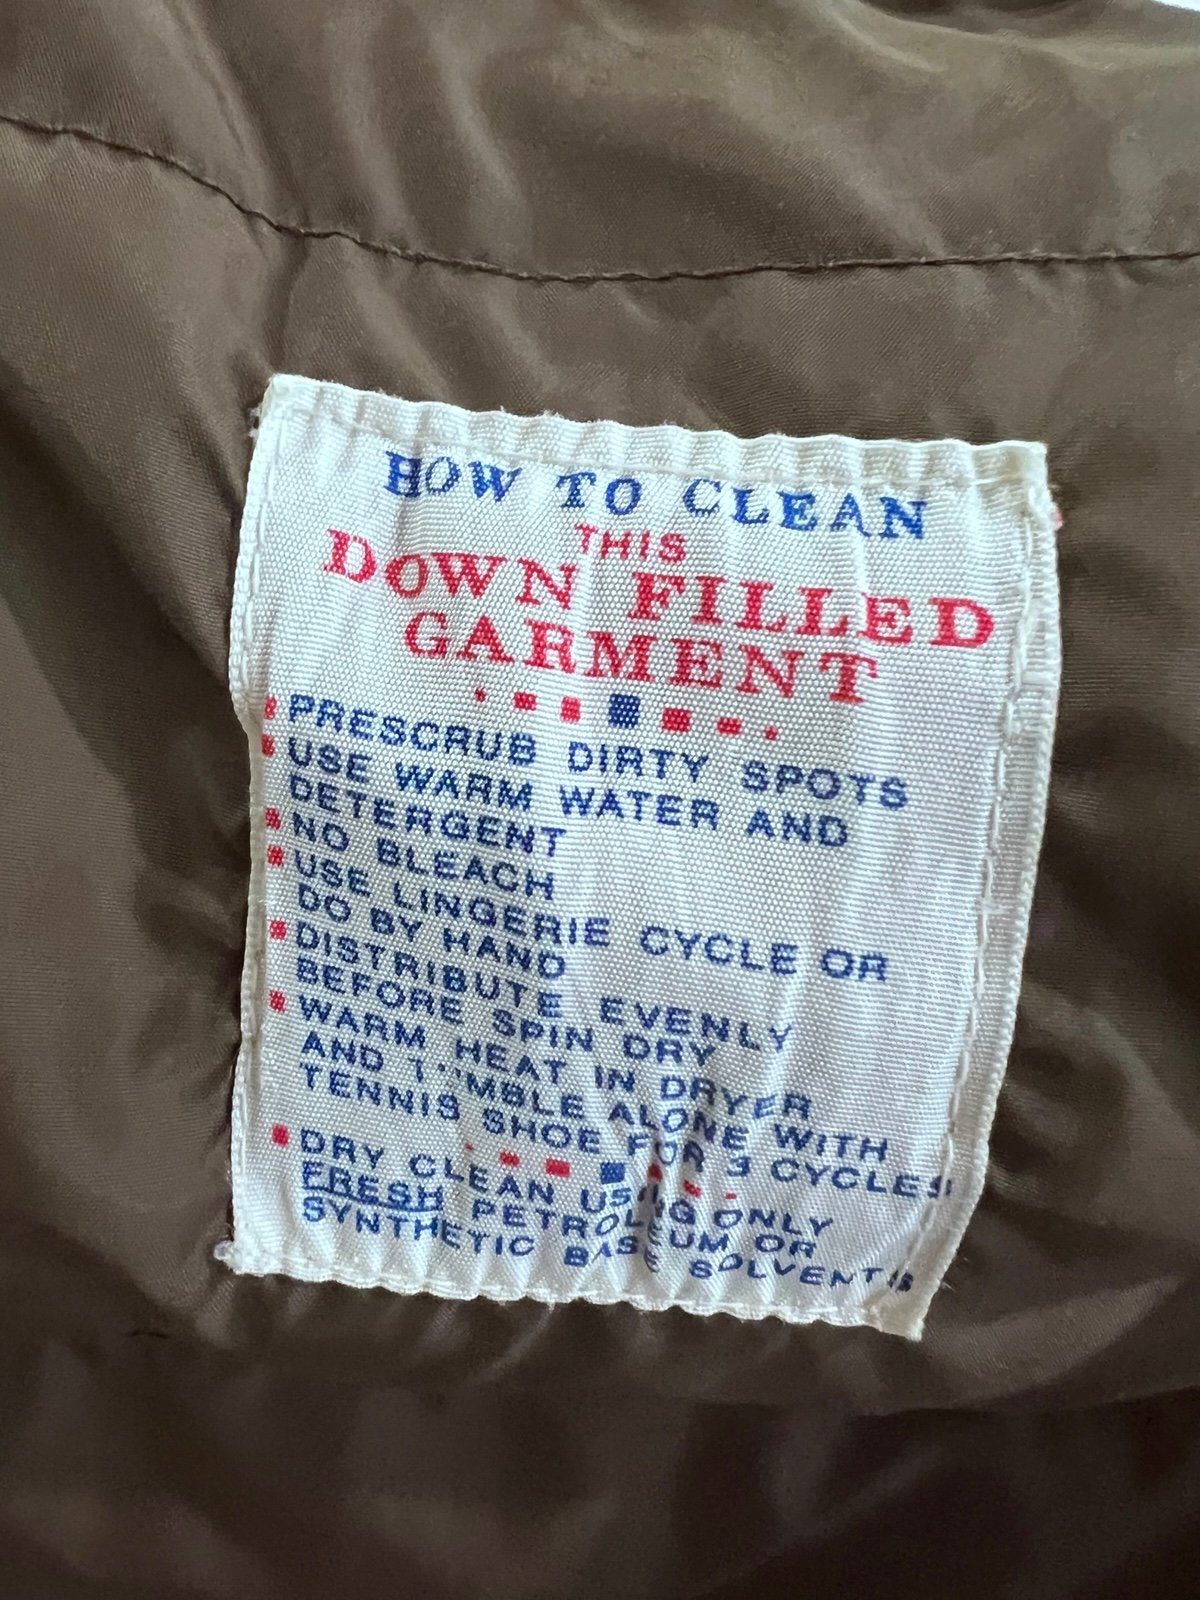 HOW TO CLEAN
THIS
DOWN FILLED
GARMENT
PRESCRUB DIRTY SPOTS
USE WARM WATER AND
DETERGENT
NO BLEACH
USE LINGERIE CYCLE OR
DO BY HAND
DISTRIBUTE EVENLY
BEFORE SPIN DRY
WARM HEAT IN DRYER
AND TUMBLE ALONE WITH
TENNIS SHOE FOR 3 CYCLES
DRY CLEAN USING ONLY
FRESH PETROLEUM OR
SYNTHETIC BASE SOLVENTS